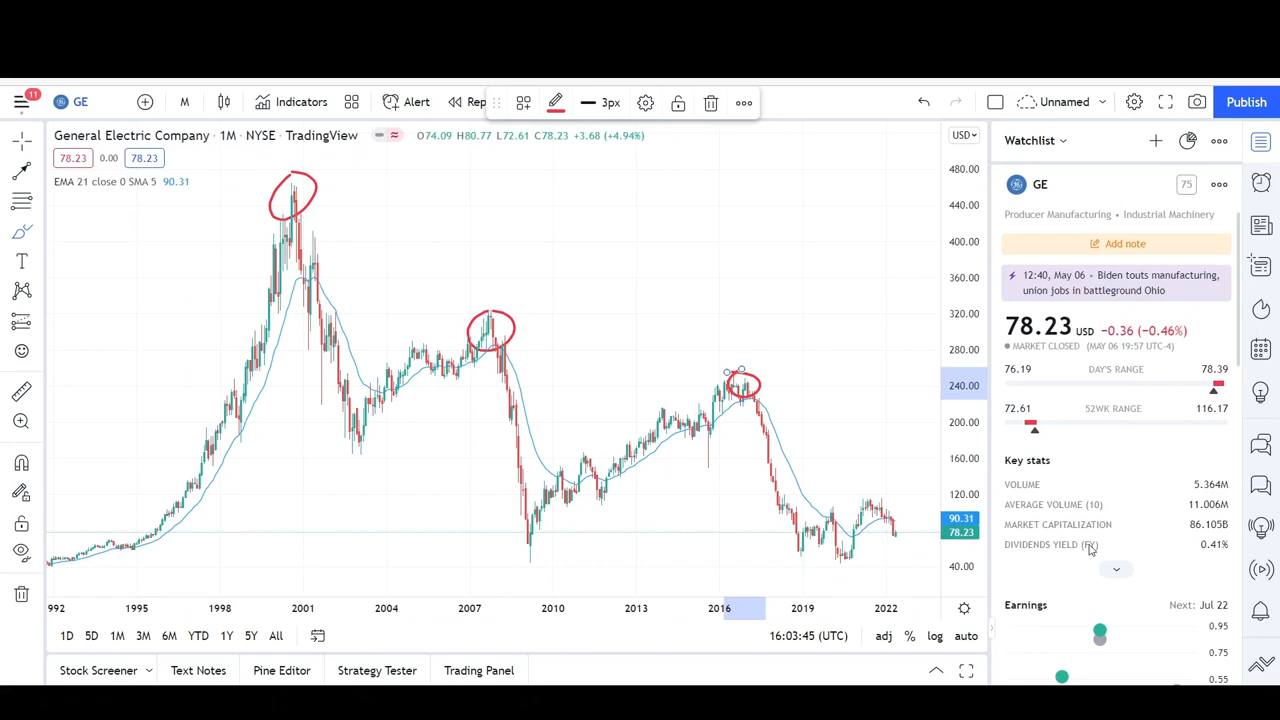 11
GE
M
Indicators
Alert
Rep
3px
Unnamed
Publish
General Electric Company · 1M · NYSE · TradingView
O74.09 H80.77 L72.61 C78.23 +3.68 (+4.94%)
78.23 0.00 78.23
EMA 21 close 0 SMA 5 90.31
USD
480.00
440.00
400.00
360.00
320.00
280.00
240.00
200.00
160.00
120.00
90.31
78.23
40.00
992 1995 1998 2001 2004 2007 2010 2013 2016 2019 2022
1D 5D 1M 3M 6M YTD 1Y 5Y All
16:03:45 (UTC) adj % log auto
Stock Screener Text Notes Pine Editor Strategy Tester Trading Panel
Watchlist
GE
75
Producer Manufacturing • Industrial Machinery
Add note
12:40, May 06 • Biden touts manufacturing,
union jobs in battleground Ohio
78.23 USD −0.36 (−0.46%)
MARKET CLOSED (MAY 06 19:57 UTC-4)
76.19 DAY'S RANGE 78.39
72.61 52WK RANGE 116.17
Key stats
VOLUME 5.364M
AVERAGE VOLUME (10) 11.006M
MARKET CAPITALIZATION 86.105B
DIVIDENDS YIELD (FY) 0.41%
Earnings Next: Jul 22
0.95
0.75
0.55